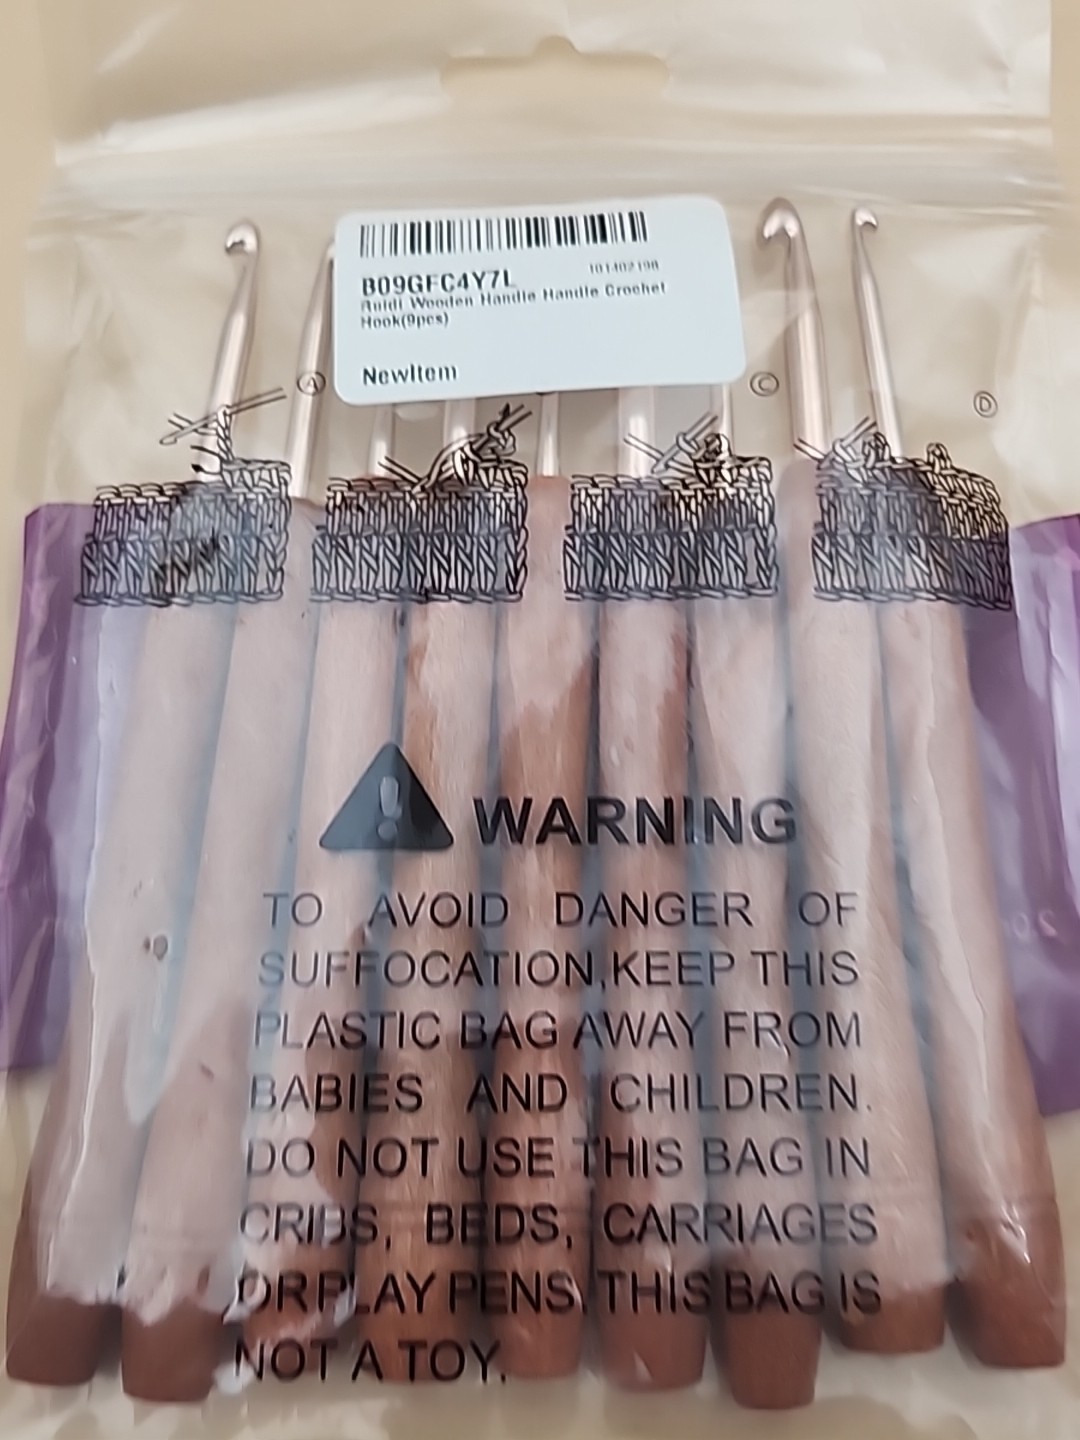 B09GFC4Y7L
101402198
Wooden Handle Handle Crochet
Hook(9pcs)
NewItem
A
C
D
WARNING
TO AVOID DANGER OF
SUFFOCATION,KEEP THIS
PLASTIC BAG AWAY FROM
BABIES AND CHILDREN.
DO NOT USE THIS BAG IN
CRIBS, BEDS, CARRIAGES
ORPLAY PENS. THIS BAG IS
NOT A TOY.